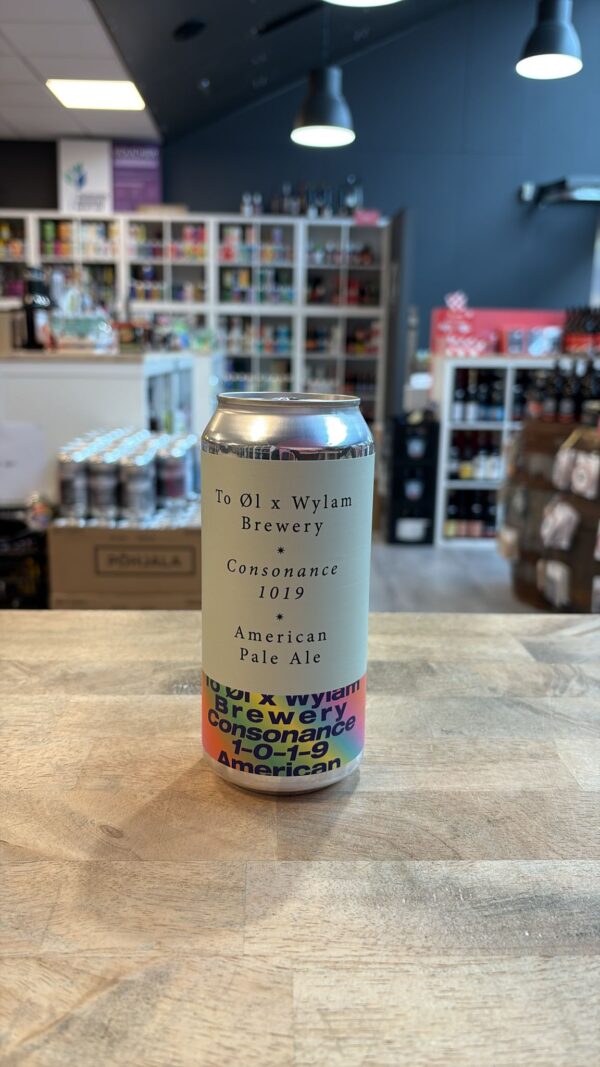 To Øl x Wylam
Brewery
*
Consonance
1019
*
American
Pale Ale
To Øl x Wylam
Brewery
Consonance
1-0-1-9
American
PÕHJALA